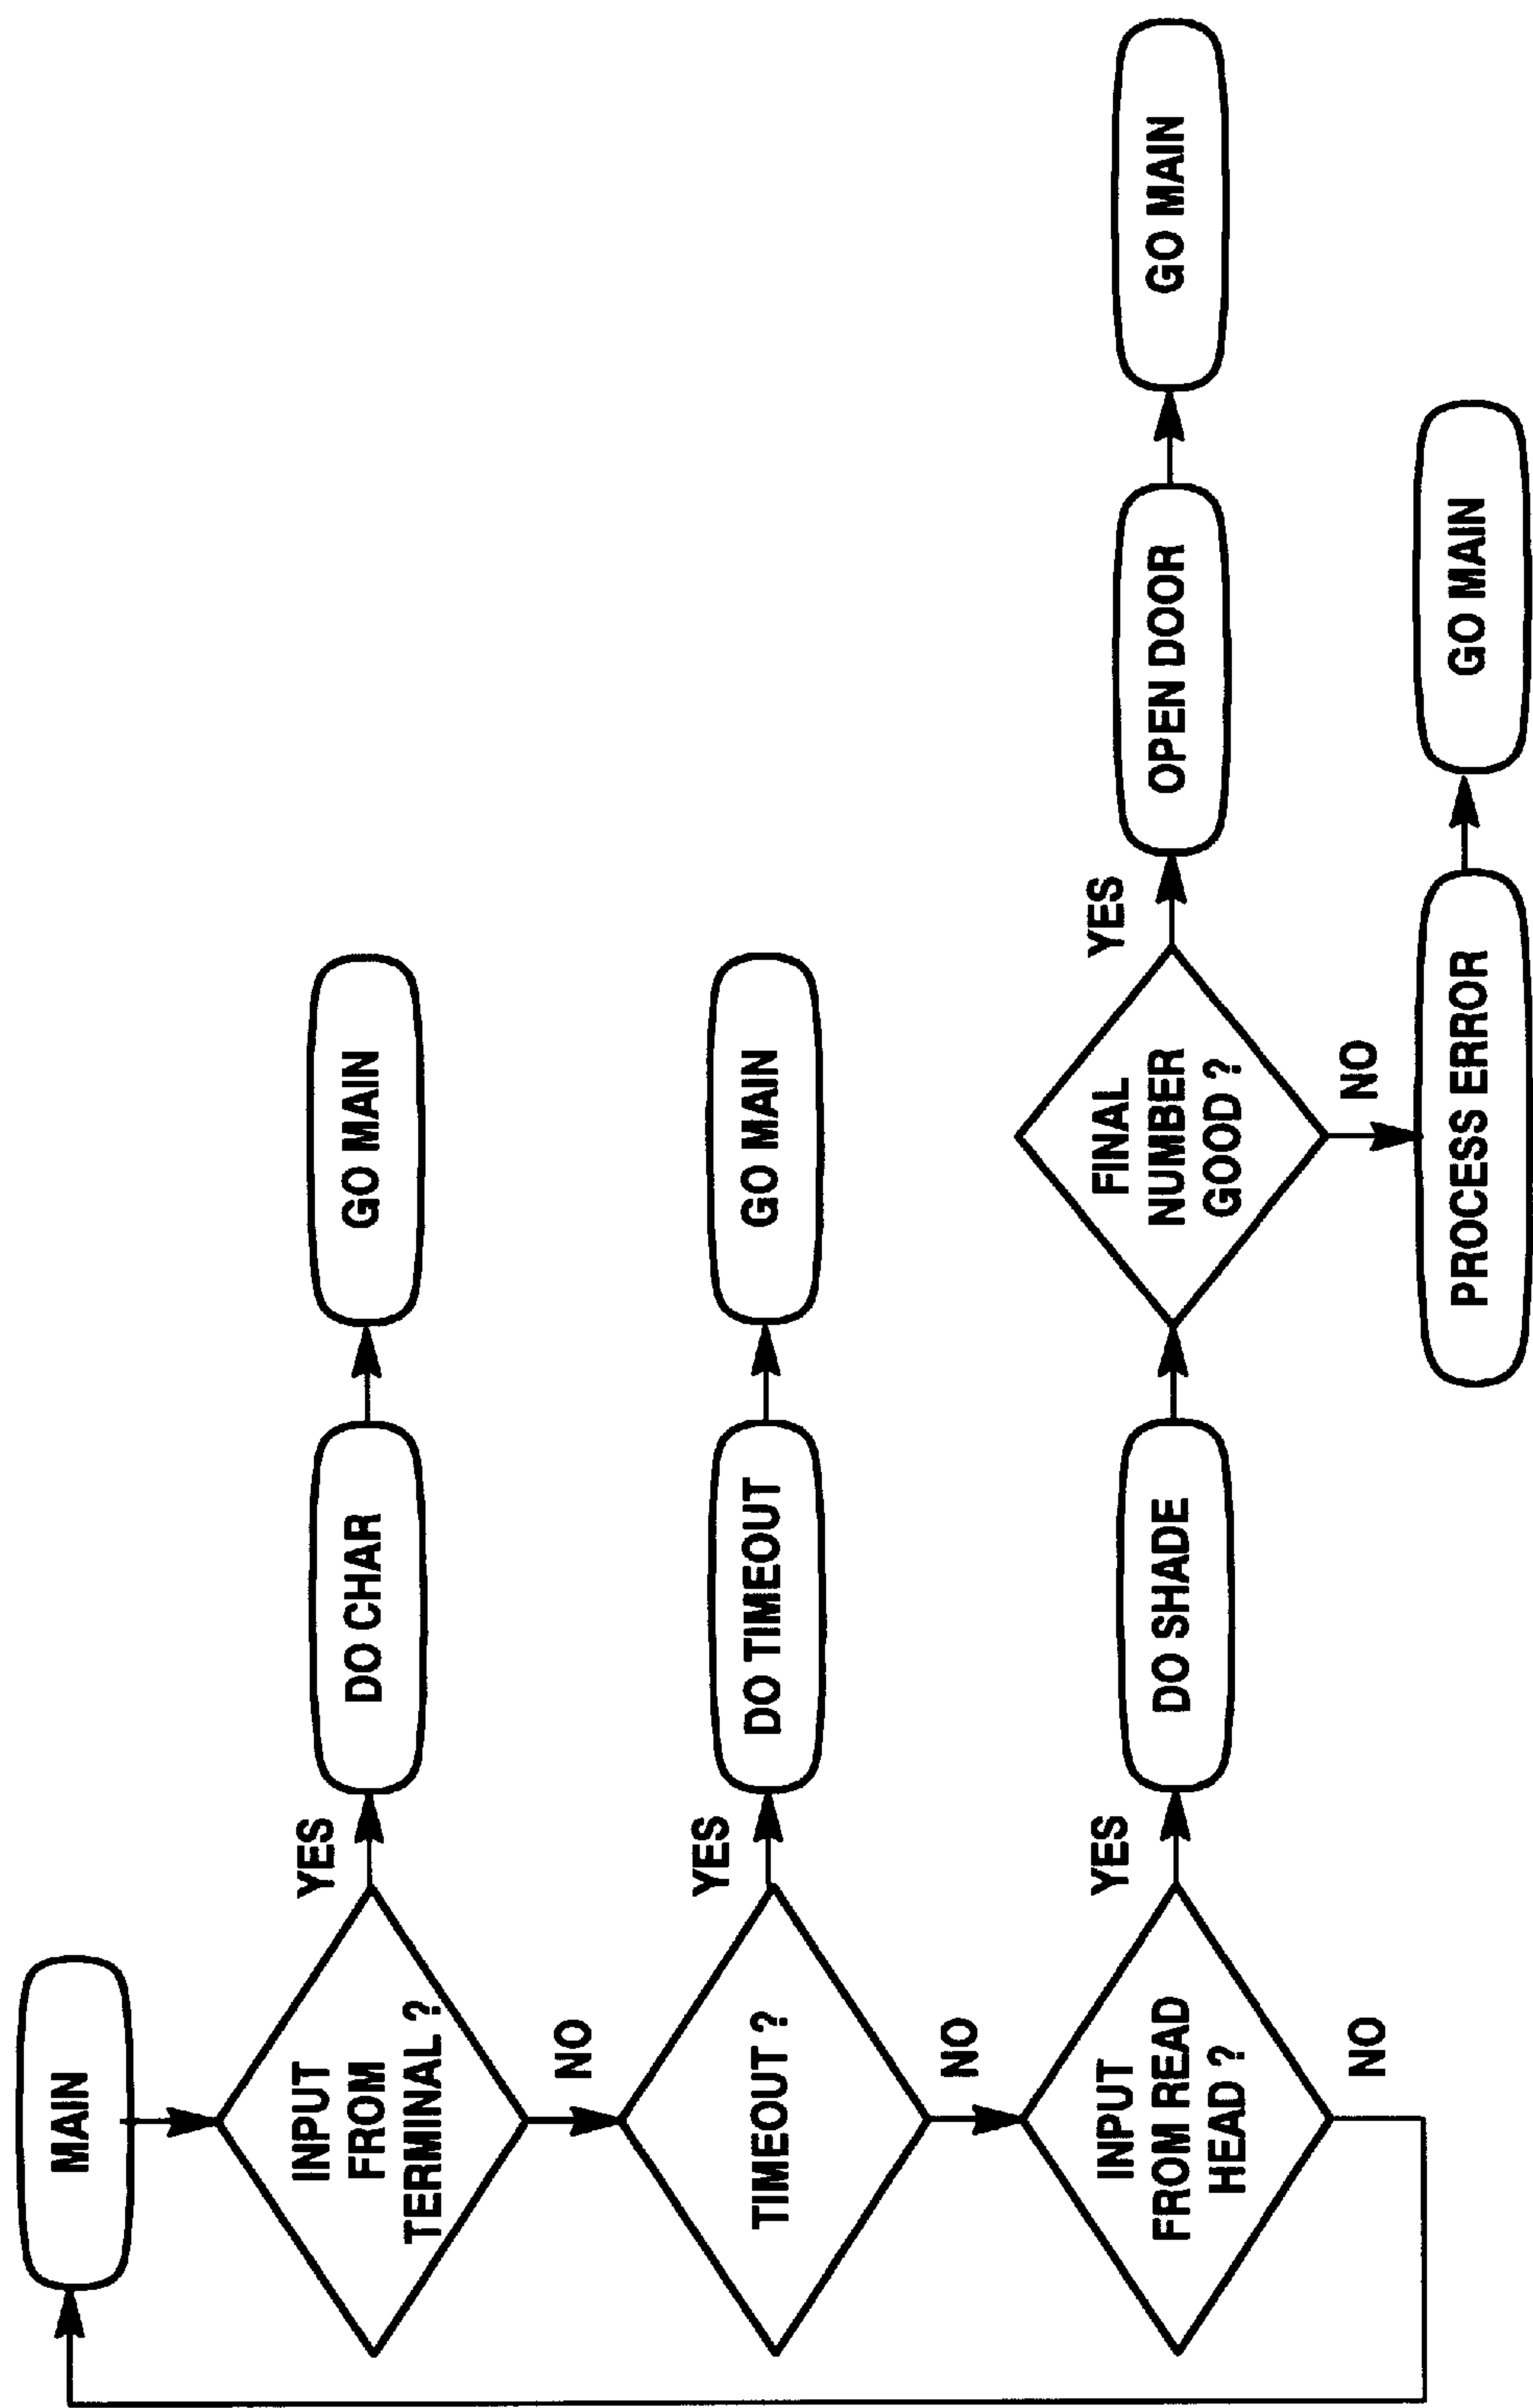 MAIN
INPUT
FROM
TERMINAL ?
YES
DO CHAR
GO MAIN
NO
TIMEOUT ?
YES
DO TIMEOUT
GO MAIN
NO
INPUT
FROM READ
HEAD ?
YES
DO SHADE
FINAL
NUMBER
GOOD ?
YES
OPEN DOOR
GO MAIN
NO
NO
PROCESS ERROR
GO MAIN